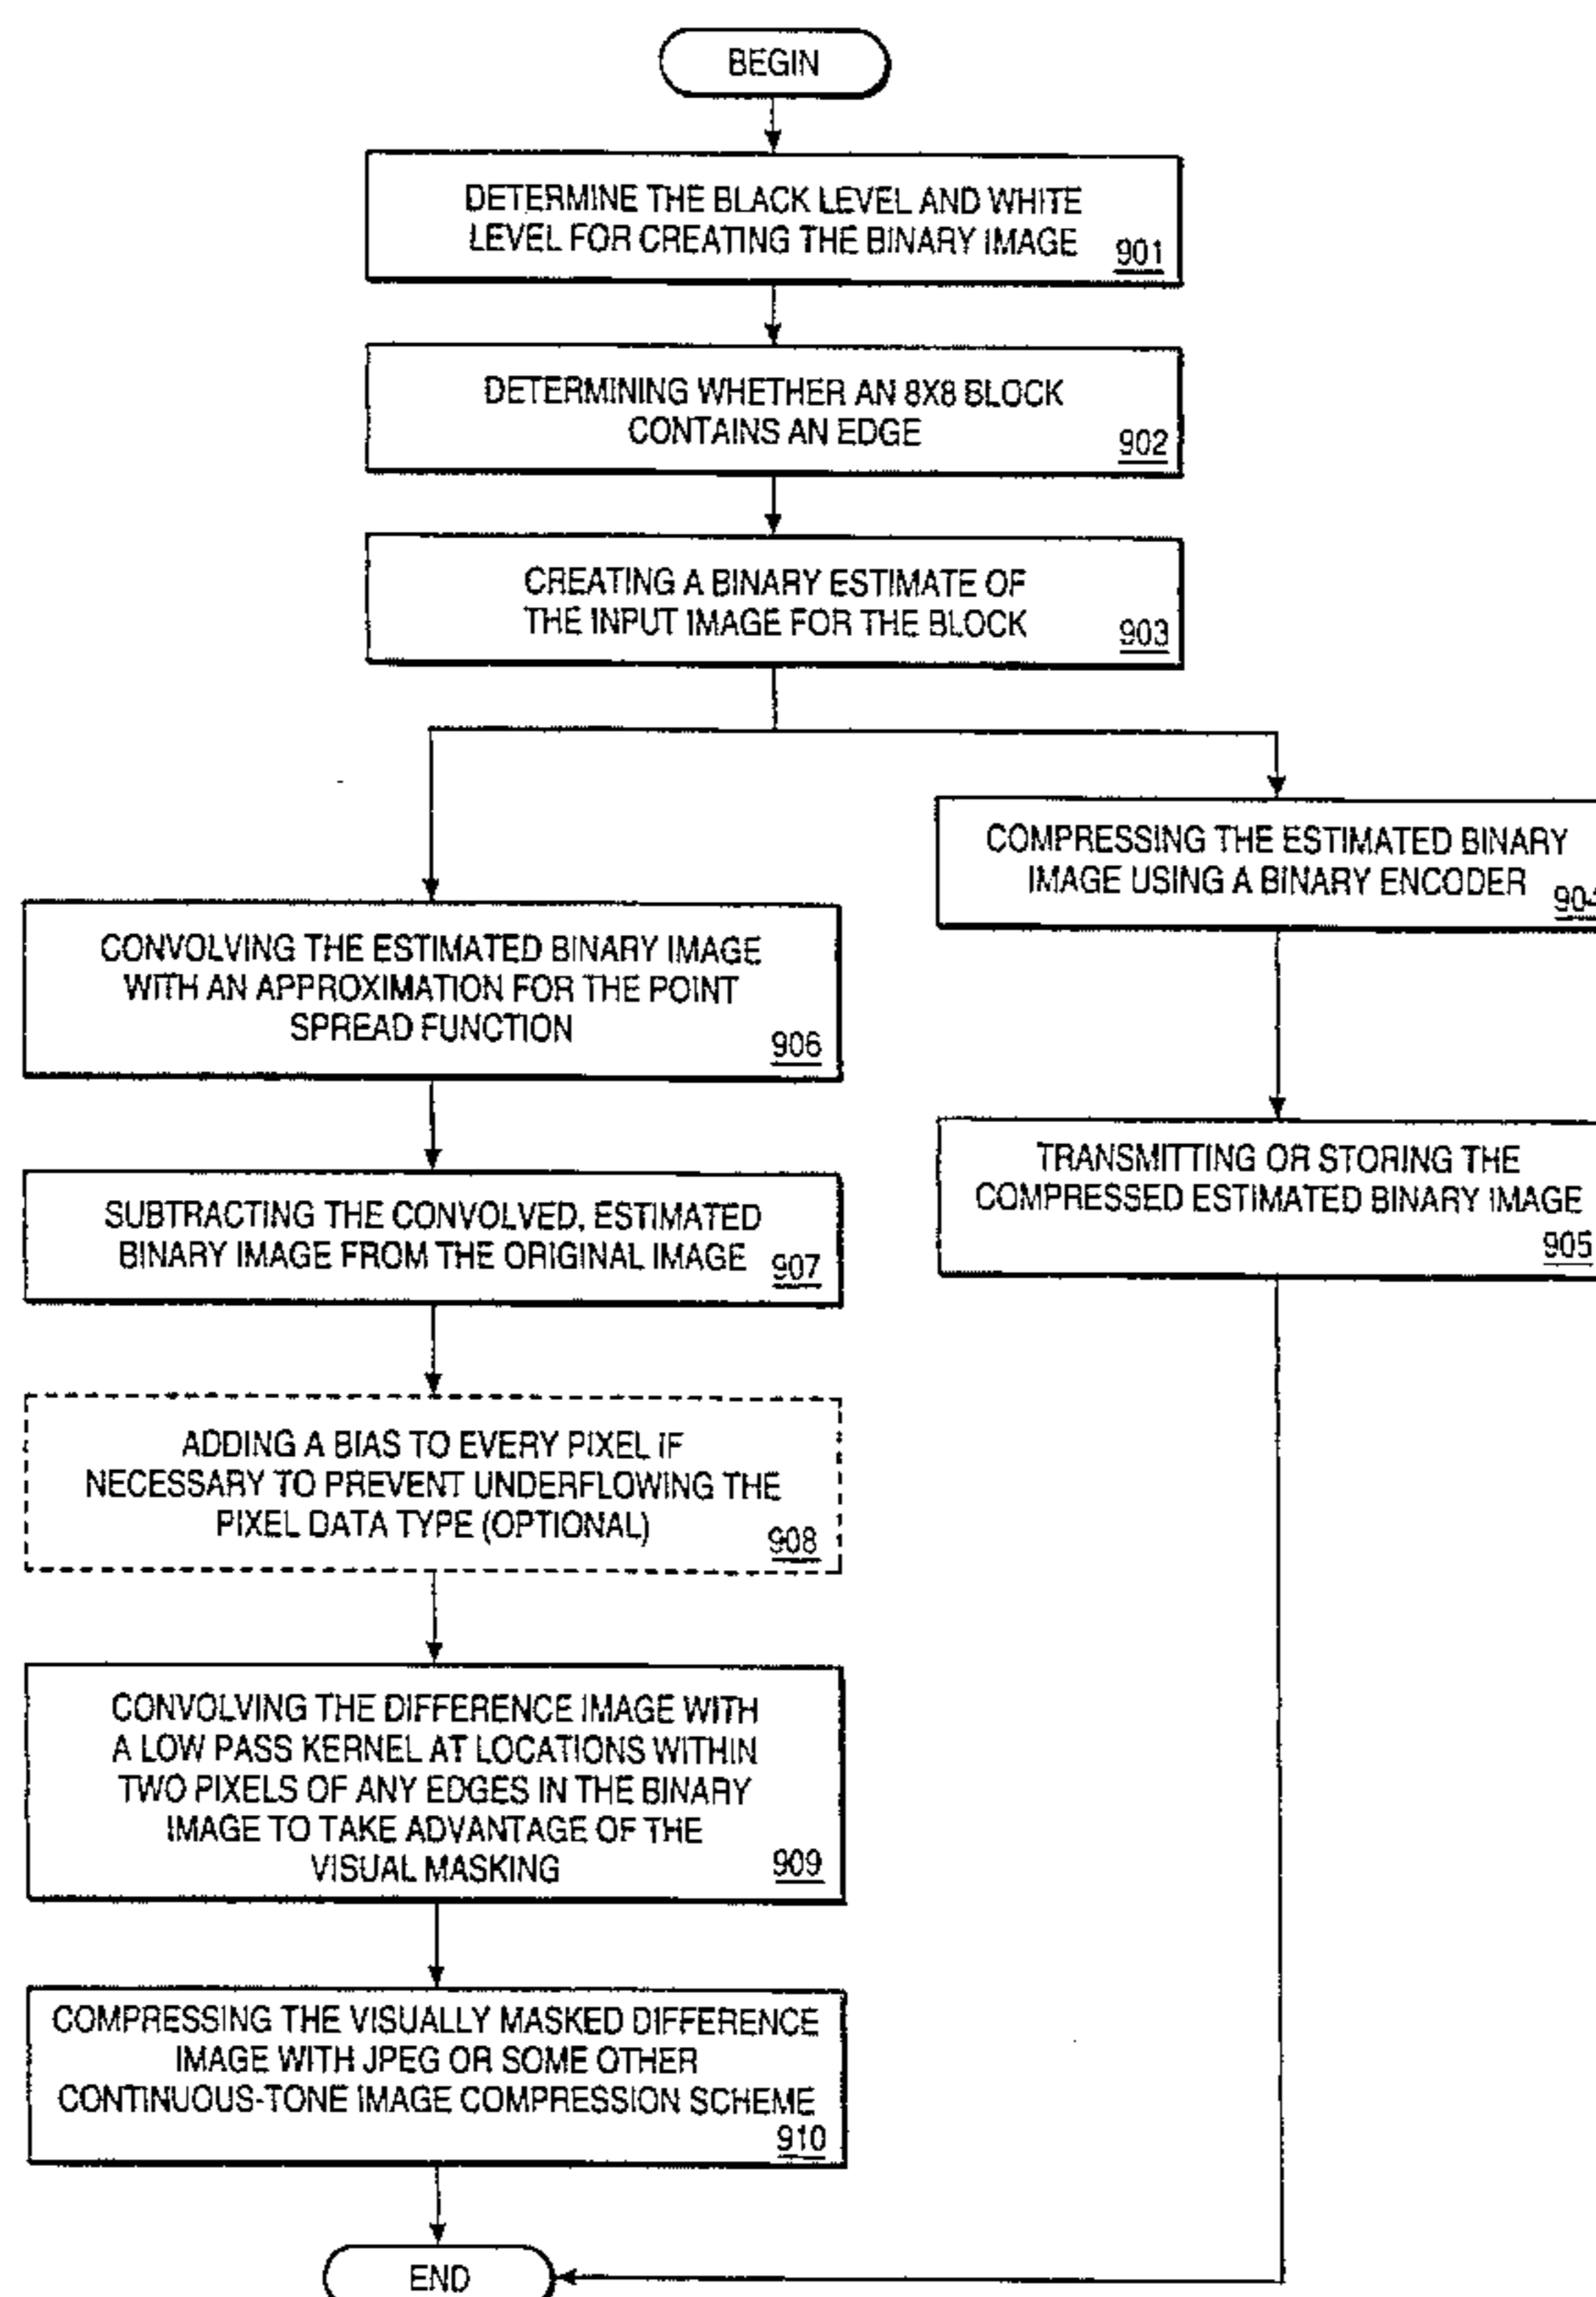 BEGIN
DETERMINE THE BLACK LEVEL AND WHITE
LEVEL FOR CREATING THE BINARY IMAGE
901
DETERMINING WHETHER AN 8X8 BLOCK
CONTAINS AN EDGE
902
CREATING A BINARY ESTIMATE OF
THE INPUT IMAGE FOR THE BLOCK
903
COMPRESSING THE ESTIMATED BINARY
IMAGE USING A BINARY ENCODER
904
TRANSMITTING OR STORING THE
COMPRESSED ESTIMATED BINARY IMAGE
905
CONVOLVING THE ESTIMATED BINARY IMAGE
WITH AN APPROXIMATION FOR THE POINT
SPREAD FUNCTION
906
SUBTRACTING THE CONVOLVED, ESTIMATED
BINARY IMAGE FROM THE ORIGINAL IMAGE
907
ADDING A BIAS TO EVERY PIXEL IF
NECESSARY TO PREVENT UNDERFLOWING THE
PIXEL DATA TYPE (OPTIONAL)
908
CONVOLVING THE DIFFERENCE IMAGE WITH
A LOW PASS KERNEL AT LOCATIONS WITHIN
TWO PIXELS OF ANY EDGES IN THE BINARY
IMAGE TO TAKE ADVANTAGE OF THE
VISUAL MASKING
909
COMPRESSING THE VISUALLY MASKED DIFFERENCE
IMAGE WITH JPEG OR SOME OTHER
CONTINUOUS-TONE IMAGE COMPRESSION SCHEME
910
END